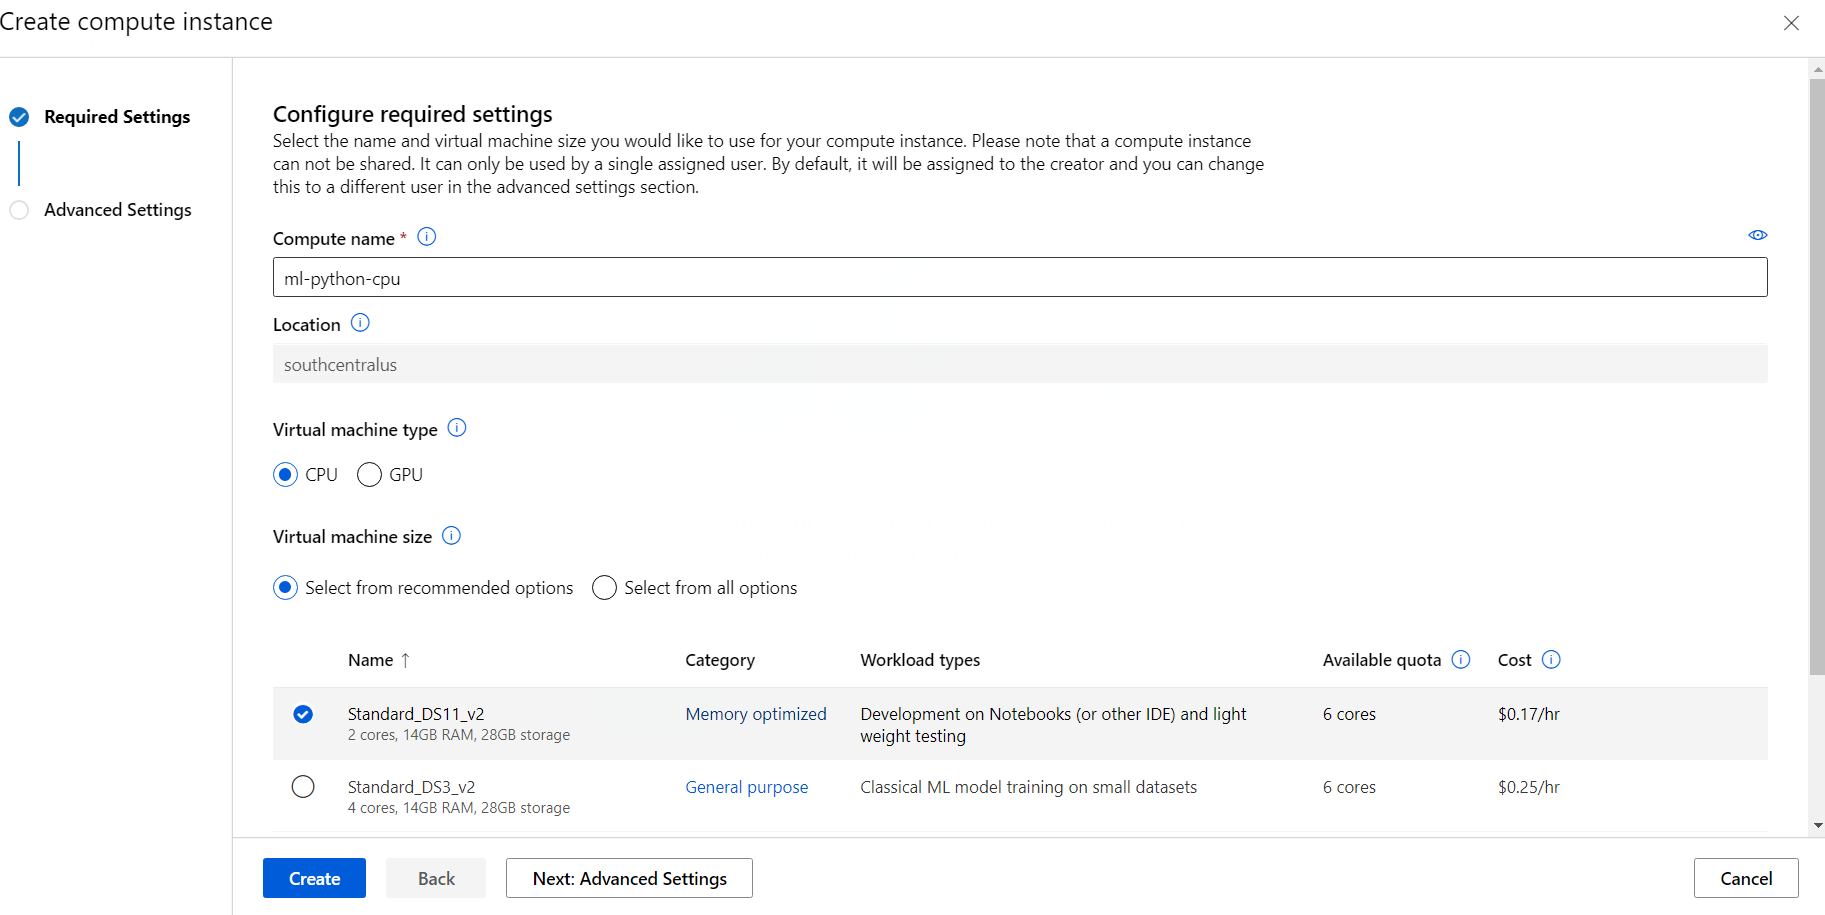 Create compute instance
Required Settings
Advanced Settings
Configure required settings
Select the name and virtual machine size you would like to use for your compute instance. Please note that a compute instance
can not be shared. It can only be used by a single assigned user. By default, it will be assigned to the creator and you can change
this to a different user in the advanced settings section.
Compute name *
ml-python-cpu
Location
southcentralus
Virtual machine type
CPU GPU
Virtual machine size
Select from recommended options Select from all options
Name ↑ Category Workload types Available quota Cost
Standard_DS11_v2 Memory optimized Development on Notebooks (or other IDE) and light 6 cores $0.17/hr
2 cores, 14GB RAM, 28GB storage weight testing
Standard_DS3_v2 General purpose Classical ML model training on small datasets 6 cores $0.25/hr
4 cores, 14GB RAM, 28GB storage
Create Back Next: Advanced Settings Cancel